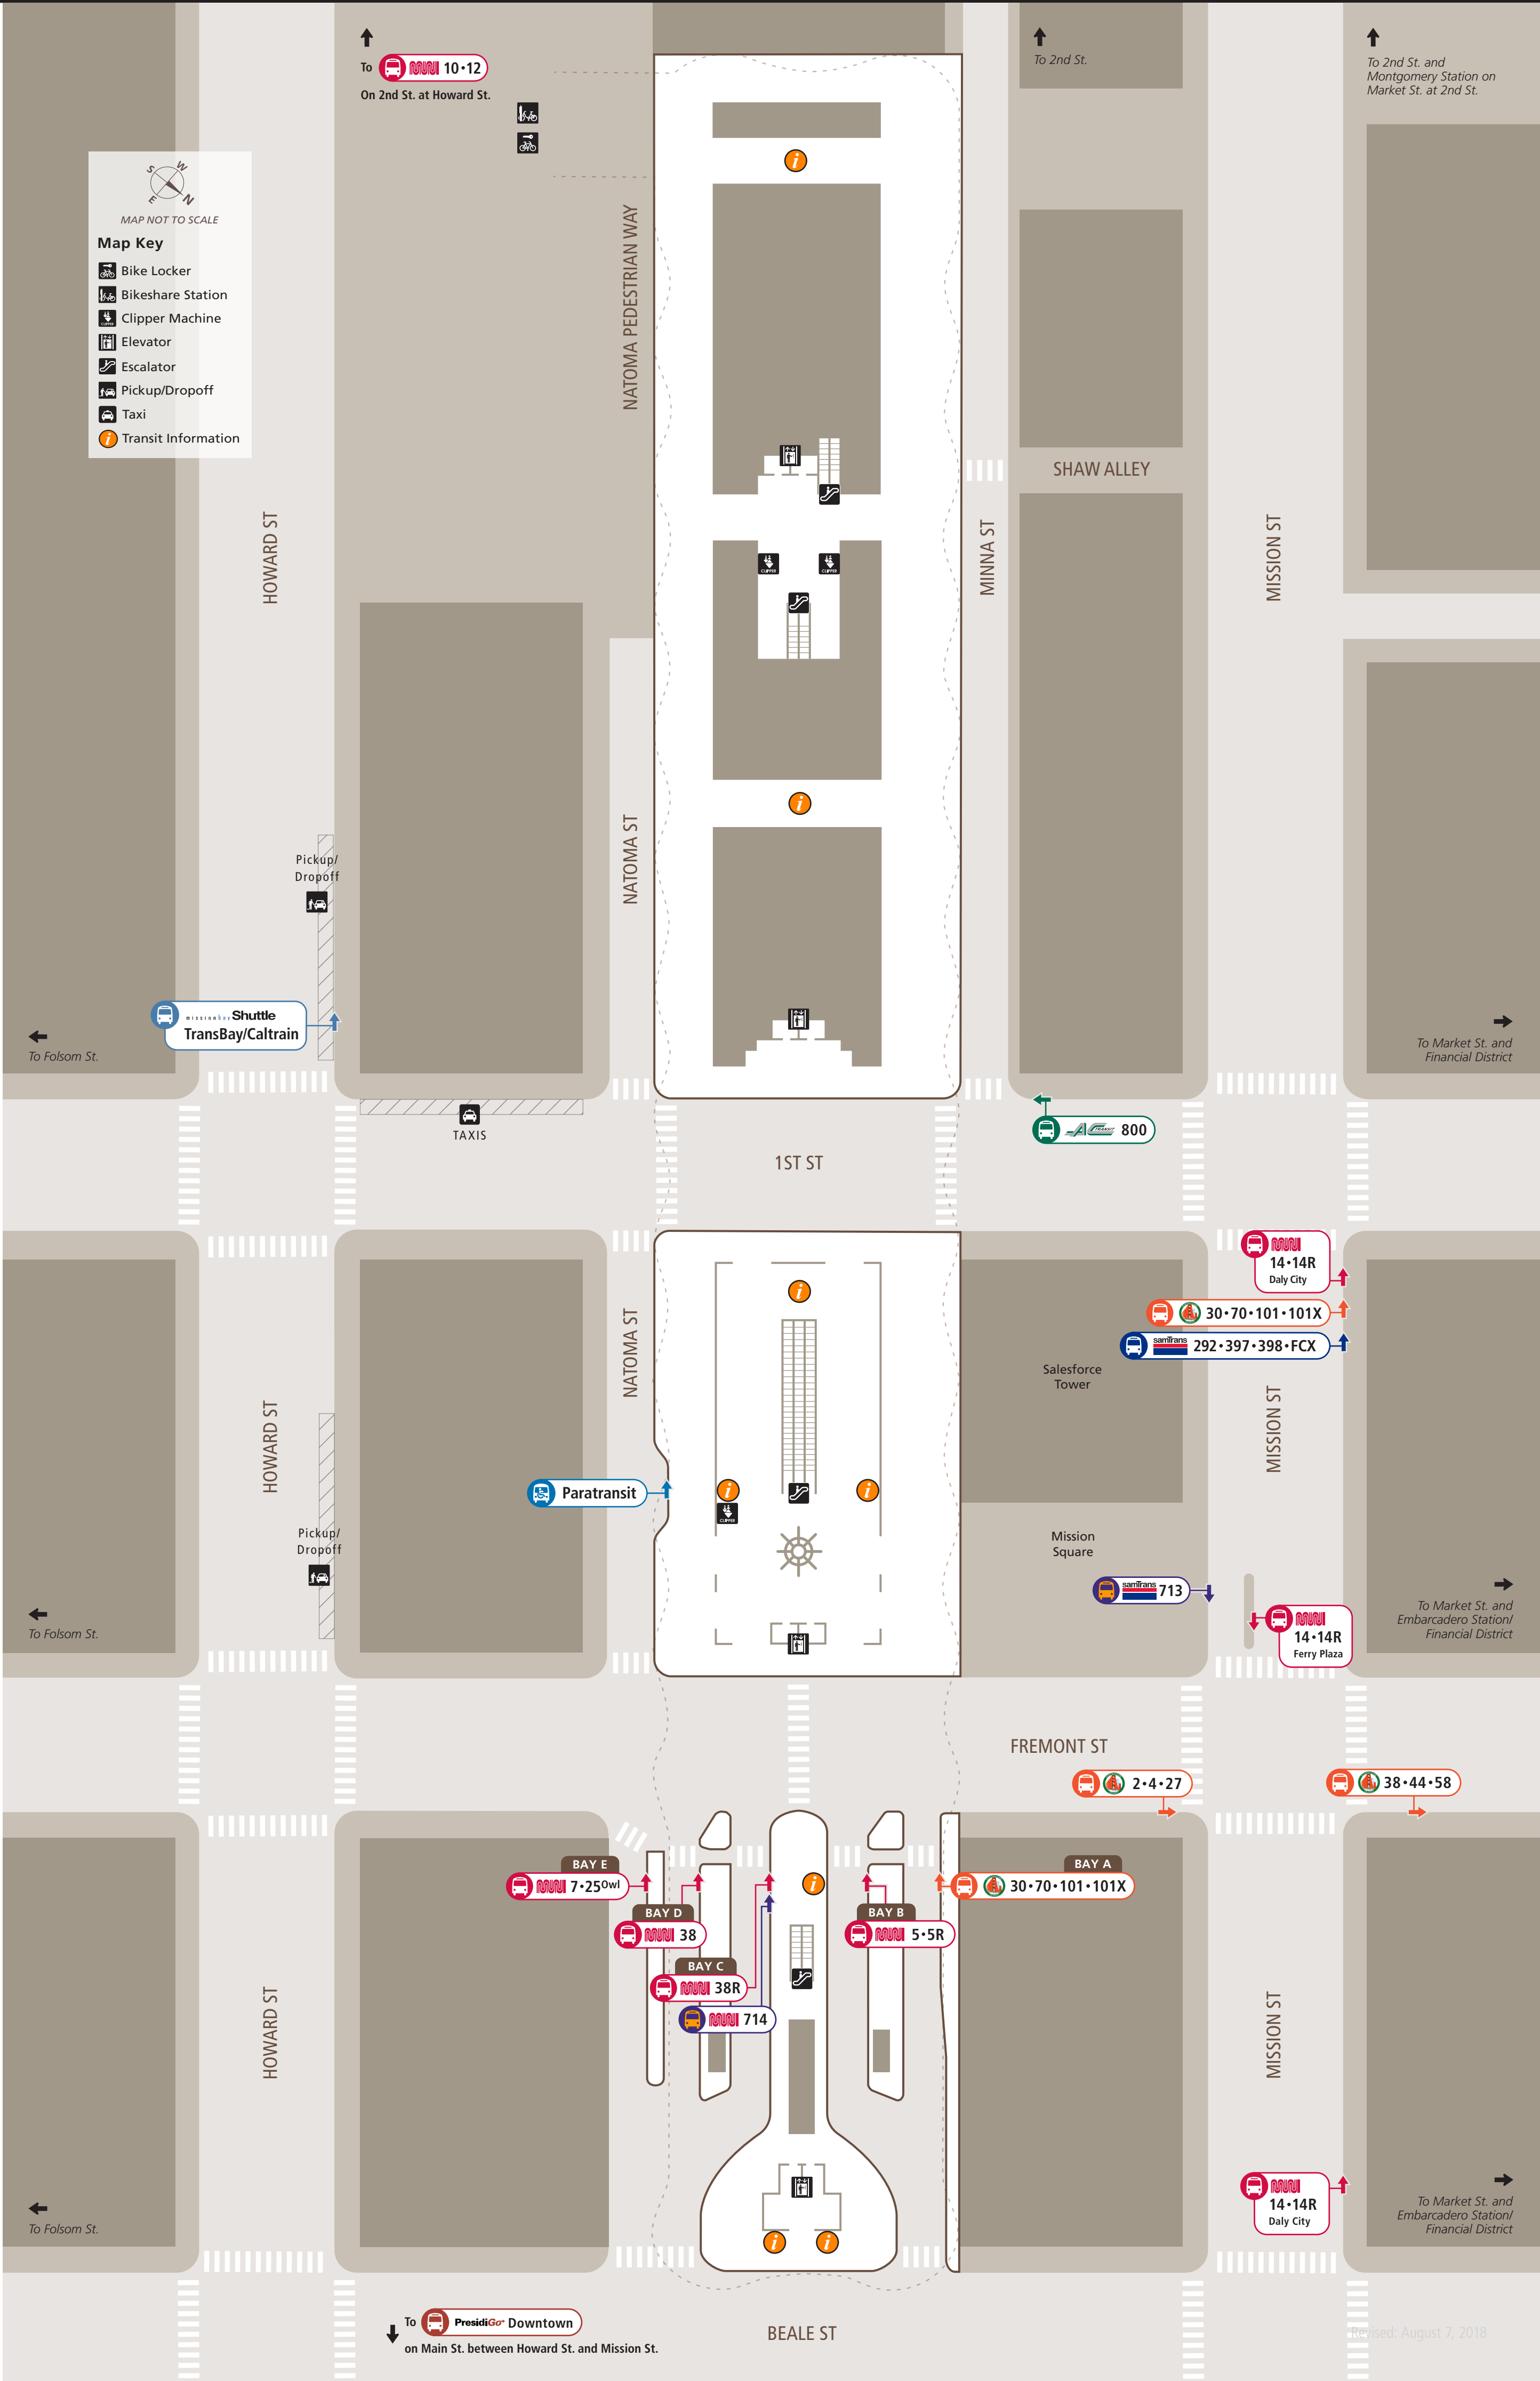 To MUNI 10•12
On 2nd St. at Howard St.
To 2nd St.
To 2nd St. and
Montgomery Station on
Market St. at 2nd St.
S W
E N
MAP NOT TO SCALE
Map Key
Bike Locker
Bikeshare Station
CLIPPER
Clipper Machine
Elevator
Escalator
Pickup/Dropoff
Taxi
i Transit Information
i
NATOMA PEDESTRIAN WAY
SHAW ALLEY
HOWARD ST
MINNA ST
MISSION ST
CLIPPER
CLIPPER
i
NATOMA ST
Pickup/
Dropoff
missionbay Shuttle
TransBay/Caltrain
To Folsom St.
To Market St. and
Financial District
TAXIS
AC TRANSIT 800
1ST ST
MUNI
14•14R
Daly City
30•70•101•101X
samTrans 292•397•398•FCX
i
NATOMA ST
Salesforce
Tower
HOWARD ST
MISSION ST
Paratransit
i
i
CLIPPER
Pickup/
Dropoff
Mission
Square
samTrans 713
MUNI
14•14R
Ferry Plaza
To Folsom St.
To Market St. and
Embarcadero Station/
Financial District
FREMONT ST
2•4•27
38•44•58
BAY E
MUNI 7•25Owl
BAY D
MUNI 38
BAY C
MUNI 38R
MUNI 714
i
BAY B
MUNI 5•5R
BAY A
30•70•101•101X
HOWARD ST
MISSION ST
MUNI
14•14R
Daly City
To Folsom St.
To Market St. and
Embarcadero Station/
Financial District
i
i
To PresidiGo Downtown
on Main St. between Howard St. and Mission St.
BEALE ST
Revised: August 7, 2018